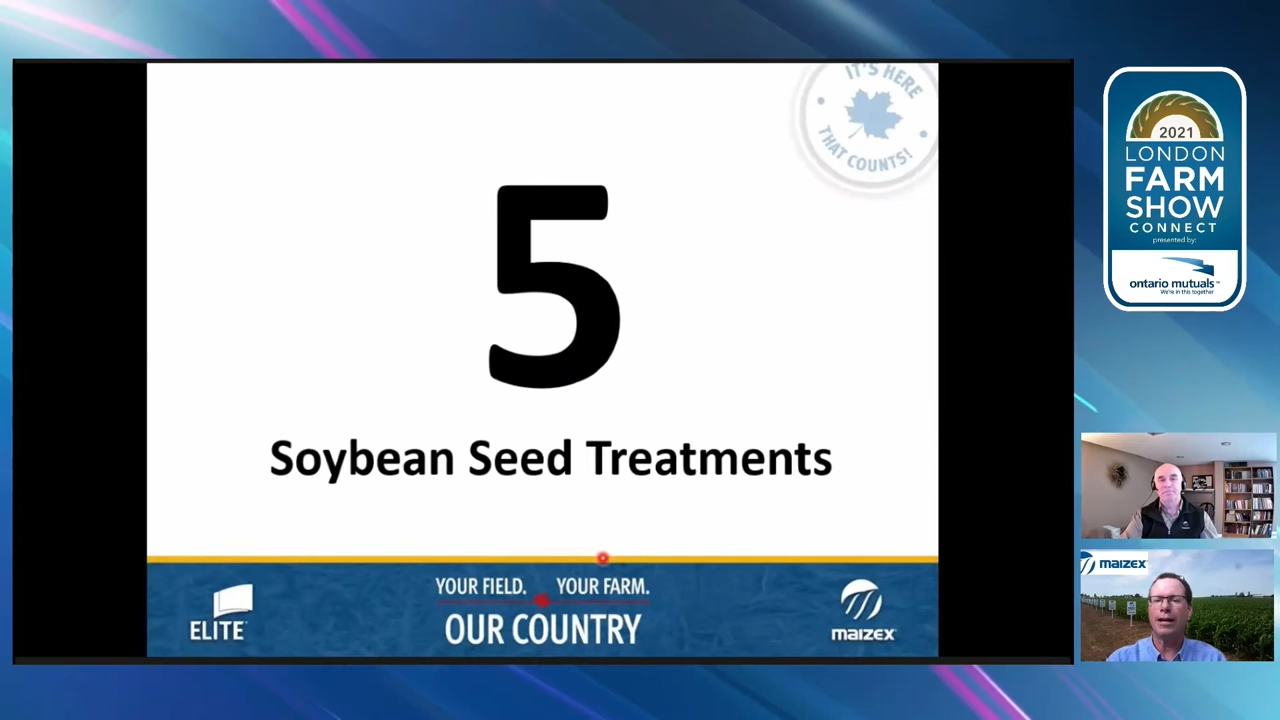 IT'S HERE
THAT COUNTS!
5
Soybean Seed Treatments
ELITE
YOUR FIELD. YOUR FARM.
OUR COUNTRY
MAIZEX
2021
LONDON
FARM
SHOW
CONNECT
presented by:
ontario mutuals™
We're in this together
MAIZEX